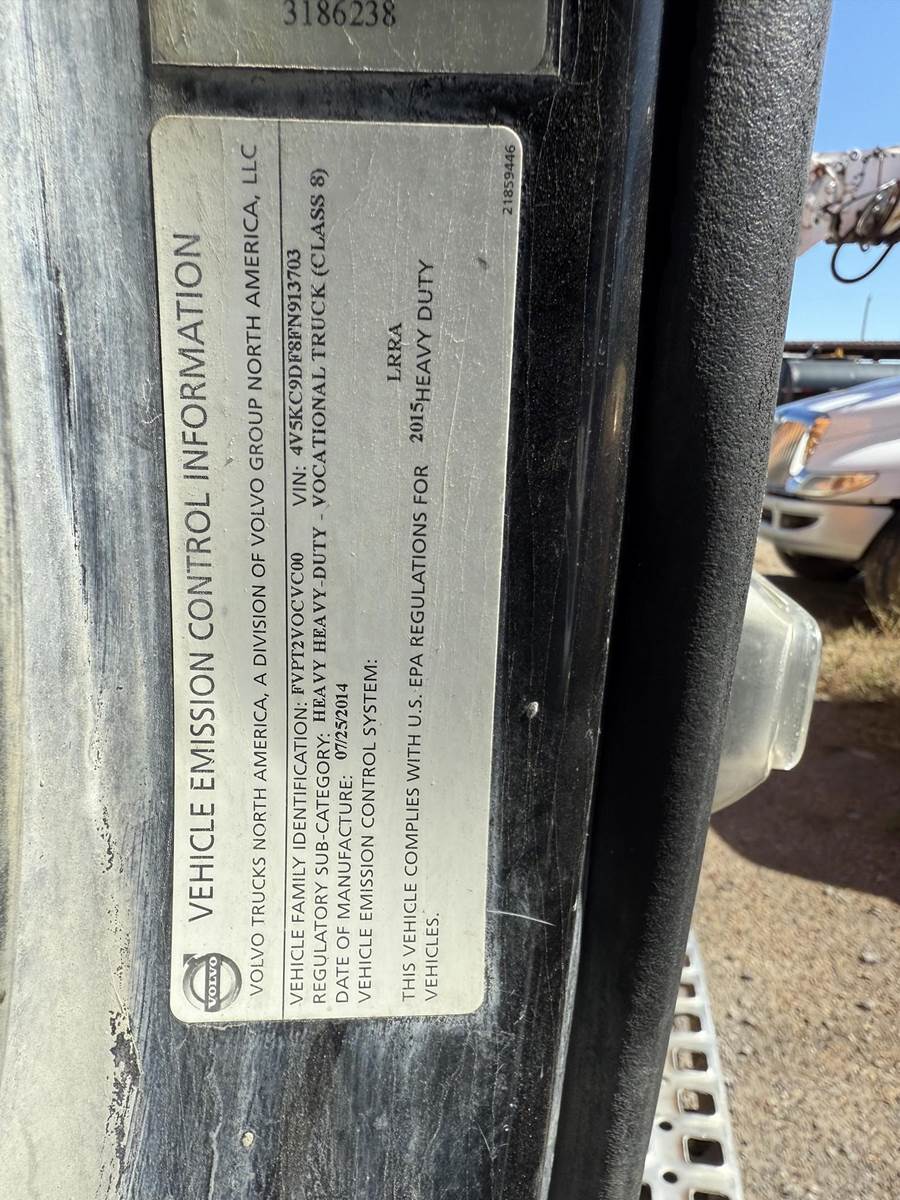 3186238
VEHICLE EMISSION CONTROL INFORMATION
VOLVO
VOLVO TRUCKS NORTH AMERICA, A DIVISION OF VOLVO GROUP NORTH AMERICA, LLC
VEHICLE FAMILY IDENTIFICATION: FVPT2VOCVC00 VIN: 4V5KC9DF8FN913703
REGULATORY SUB-CATEGORY: HEAVY HEAVY-DUTY - VOCATIONAL TRUCK (CLASS 8)
DATE OF MANUFACTURE: 07/25/2014
VEHICLE EMISSION CONTROL SYSTEM:
LRRA
THIS VEHICLE COMPLIES WITH U.S. EPA REGULATIONS FOR 2015 HEAVY DUTY
VEHICLES.
21859446